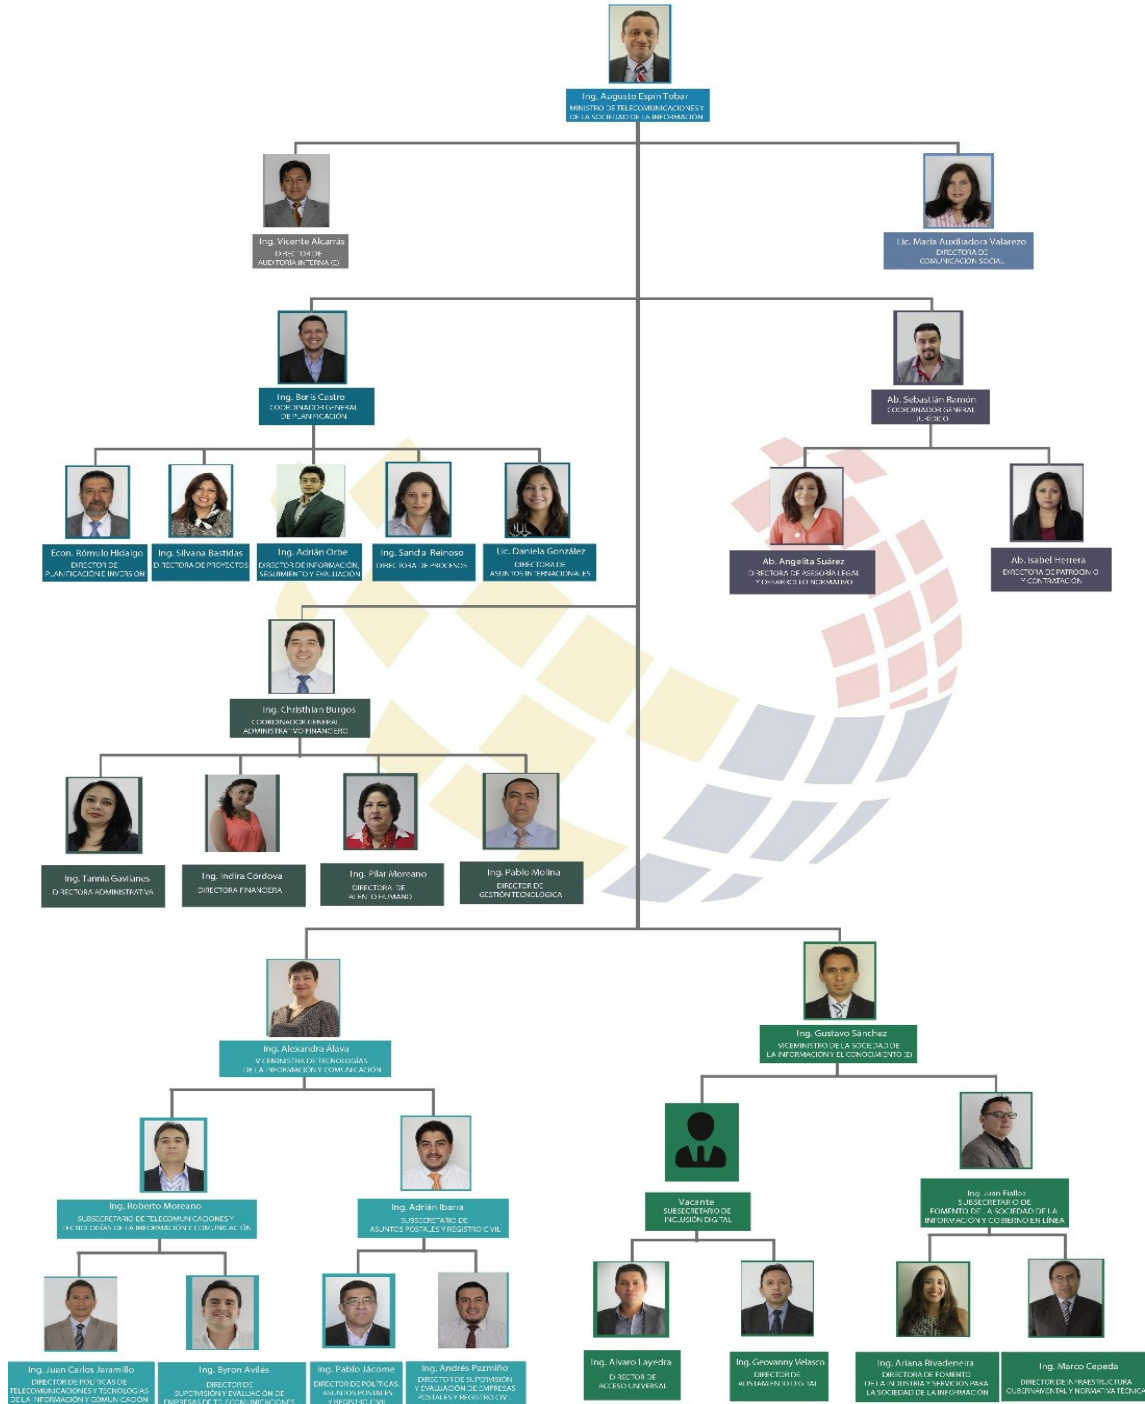 Ing. Augusto Espín Tobar
MINISTRO DE TELECOMUNICACIONES Y
DE LA SOCIEDAD DE LA INFORMACIÓN
Ing. Vicente Alcarrás
DIRECTOR DE
AUDITORÍA INTERNA (E)
Lic. María Auxiliadora Valarezo
DIRECTORA DE
COMUNICACIÓN SOCIAL
Ing. Boris Castro
COORDINADOR GENERAL
DE PLANIFICACIÓN
Ab. Sebastián Ramón
COORDINADOR GENERAL
JURÍDICO
Econ. Rómulo Hidalgo
DIRECTOR DE
PLANIFICACIÓN E INVERSIÓN
Ing. Silvana Bastidas
DIRECTORA DE PROYECTOS
Ing. Adrián Orbe
DIRECTOR DE INFORMACIÓN,
SEGUIMIENTO Y EVALUACIÓN
Ing. Sandra Reinoso
DIRECTORA DE PROCESOS
Lic. Daniela González
DIRECTORA DE
ASUNTOS INTERNACIONALES
Ab. Angelita Suárez
DIRECTORA DE ASESORÍA LEGAL
Y DESARROLLO NORMATIVO
Ab. Isabel Herrera
DIRECTORA DE PATROCINIO
Y CONTRATACIÓN
Ing. Christhian Burgos
COORDINADOR GENERAL
ADMINISTRATIVO FINANCIERO
Ing. Tannia Gavilanes
DIRECTORA ADMINISTRATIVA
Ing. Indira Córdova
DIRECTORA FINANCIERA
Ing. Pilar Moreano
DIRECTORA DE
TALENTO HUMANO
Ing. Pablo Molina
DIRECTOR DE
GESTIÓN TECNOLÓGICA
Ing. Alexandra Álava
VICEMINISTRA DE TECNOLOGÍAS
DE LA INFORMACIÓN Y COMUNICACIÓN
Ing. Gustavo Sánchez
VICEMINISTRO DE LA SOCIEDAD DE
LA INFORMACIÓN Y EL CONOCIMIENTO (E)
Ing. Roberto Moreano
SUBSECRETARIO DE TELECOMUNICACIONES Y
TECNOLOGÍAS DE LA INFORMACIÓN Y COMUNICACIÓN
Ing. Adrián Ibarra
SUBSECRETARIO DE
ASUNTOS POSTALES Y REGISTRO CIVIL
Vacante
SUBSECRETARIO DE
INCLUSIÓN DIGITAL
Ing. Juan Fiallos
SUBSECRETARIO DE
FOMENTO DE LA SOCIEDAD DE LA
INFORMACIÓN Y GOBIERNO EN LÍNEA
Ing. Juan Carlos Jaramillo
DIRECTOR DE POLÍTICAS DE
TELECOMUNICACIONES Y TECNOLOGÍAS
DE LA INFORMACIÓN Y COMUNICACIÓN
Ing. Byron Aviles
DIRECTOR DE
SUPERVISIÓN Y EVALUACIÓN DE
EMPRESAS DE TELECOMUNICACIONES
Ing. Pablo Jácome
DIRECTOR DE POLÍTICAS,
ASUNTOS POSTALES
Y REGISTRO CIVIL
Ing. Andrés Pazmiño
DIRECTOR DE SUPERVISIÓN
Y EVALUACIÓN DE EMPRESAS
POSTALES Y REGISTRO CIVIL
Ing. Alvaro Layedra
DIRECTOR DE
ACCESO UNIVERSAL
Ing. Geovanny Velasco
DIRECTOR DE
ALISTAMIENTO DIGITAL
Ing. Ariana Rivadeneira
DIRECTORA DE FOMENTO
DE LA INDUSTRIA Y SERVICIOS PARA
LA SOCIEDAD DE LA INFORMACIÓN
Ing. Marco Cepeda
DIRECTOR DE INFRAESTRUCTURA
GUBERNAMENTAL Y NORMATIVA TÉCNICA